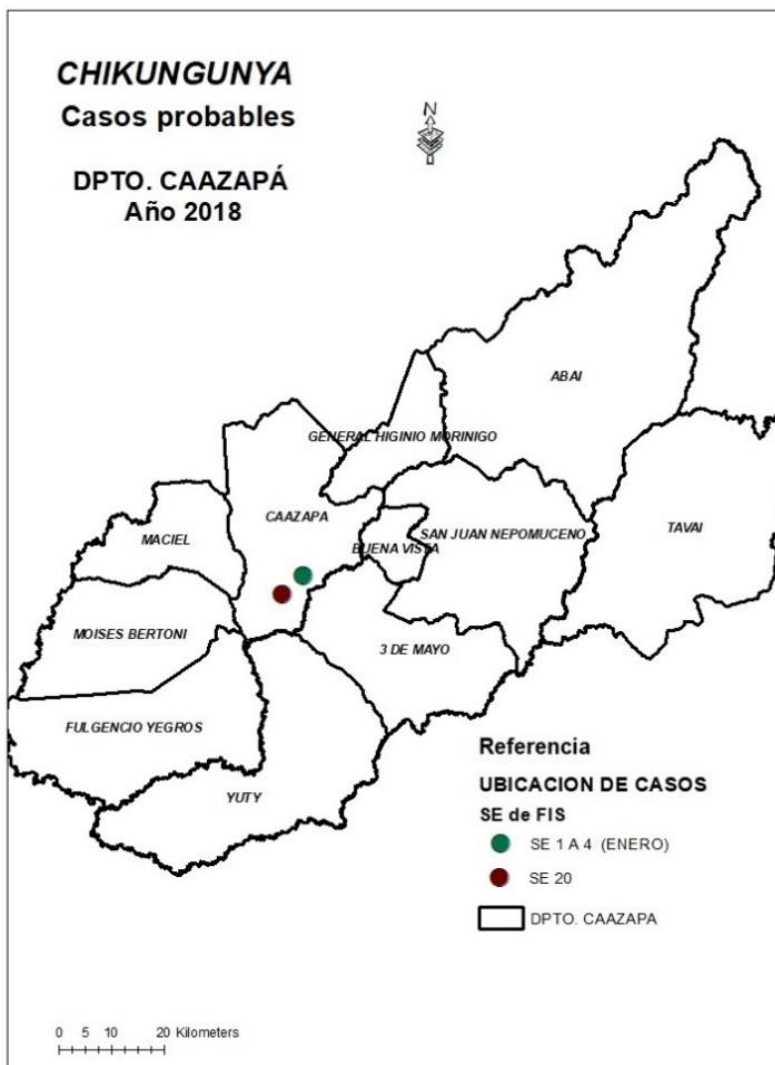 CHIKUNGUNYA
Casos probables
DPTO. CAAZAPÁ
Año 2018
N
ABAI
GENERAL HIGINIO MORINIGO
CAAZAPA
MACIEL
BUENA VISTA
SAN JUAN NEPOMUCENO
TAVAI
MOISES BERTONI
3 DE MAYO
FULGENCIO YEGROS
YUTY
Referencia
UBICACION DE CASOS
SE de FIS
SE 1 A 4 (ENERO)
SE 20
DPTO. CAAZAPA
0 5 10 20 Kilometers